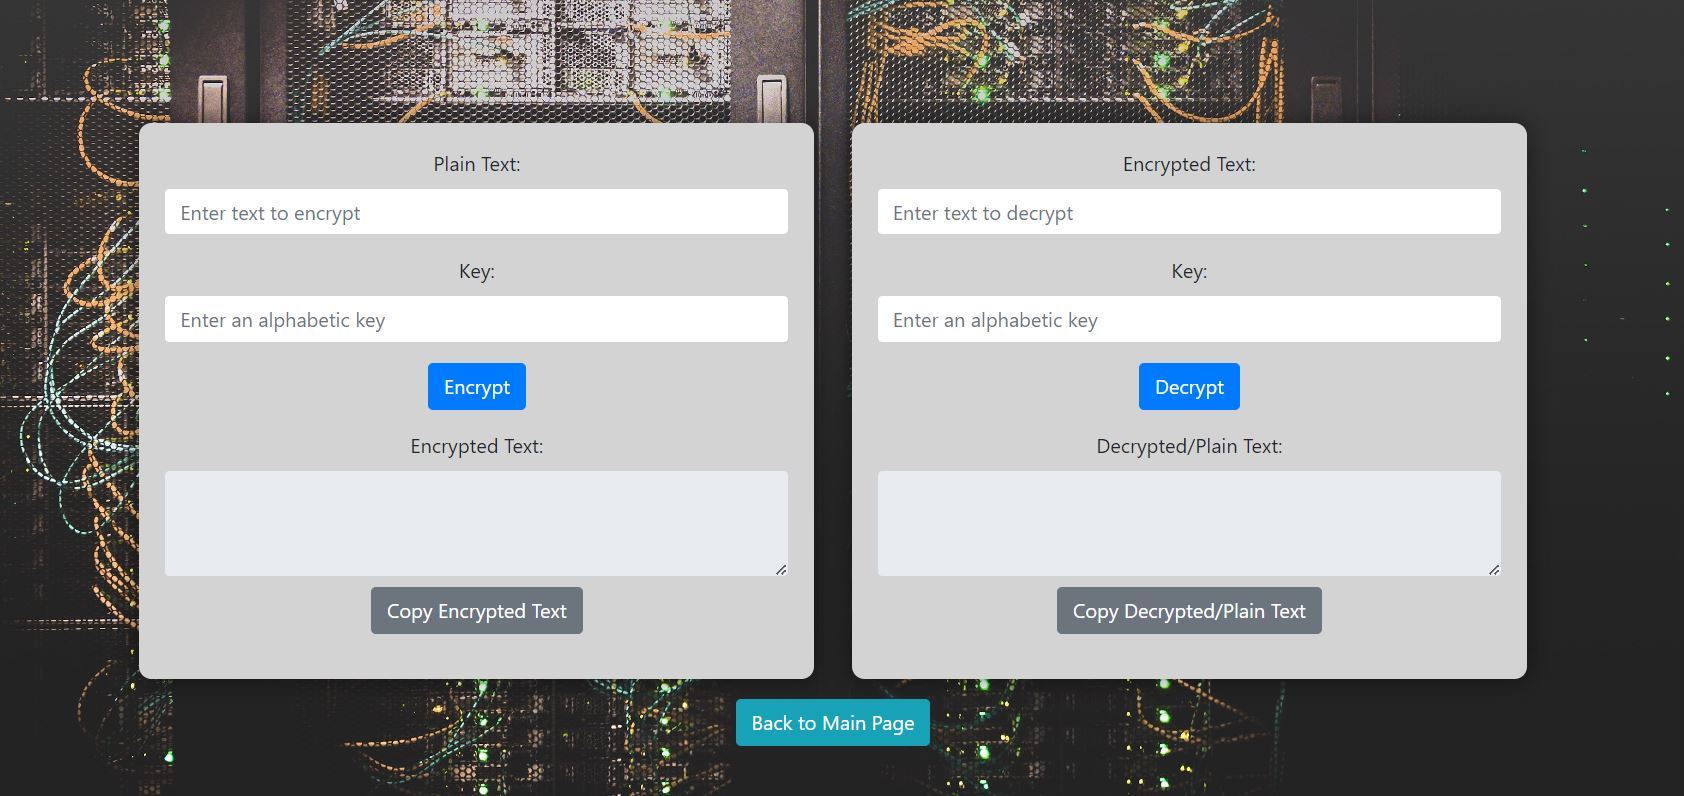 Plain Text:
Enter text to encrypt
Key:
Enter an alphabetic key
Encrypt
Encrypted Text:
Copy Encrypted Text
Encrypted Text:
Enter text to decrypt
Key:
Enter an alphabetic key
Decrypt
Decrypted/Plain Text:
Copy Decrypted/Plain Text
Back to Main Page